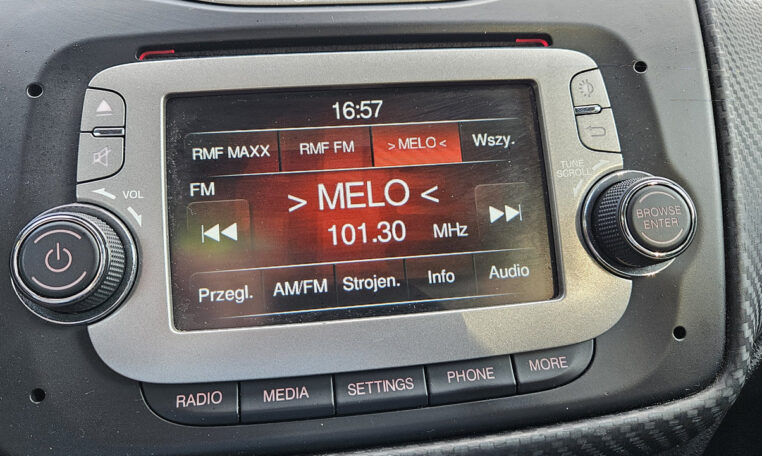 16:57
RMF MAXX
RMF FM
> MELO <
Wszy.
FM
> MELO <
101.30 MHz
Przegl.
AM/FM
Strojen.
Info
Audio
VOL
TUNE
SCROLL
BROWSE
ENTER
RADIO
MEDIA
SETTINGS
PHONE
MORE